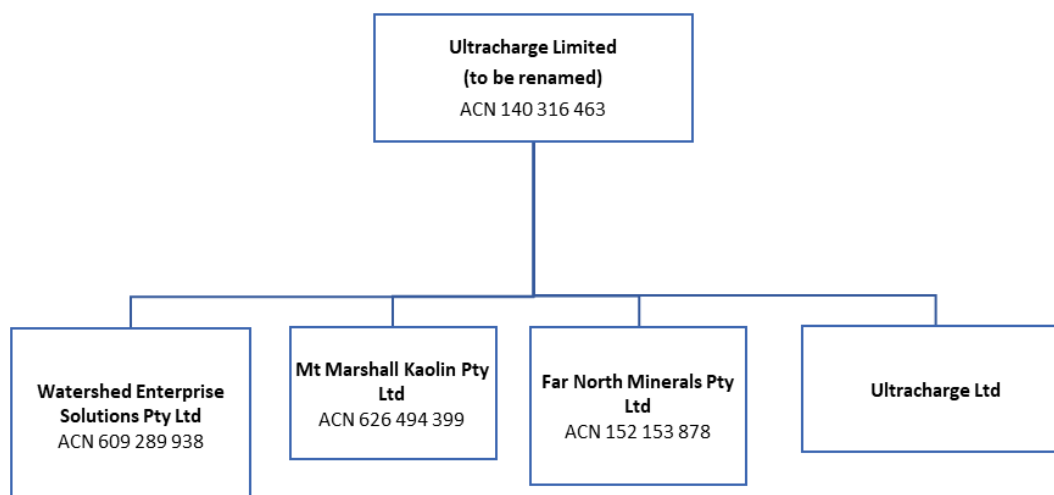 Ultracharge Limited
(to be renamed)
ACN 140 316 463
Watershed Enterprise
Solutions Pty Ltd
ACN 609 289 938
Mt Marshall Kaolin Pty
Ltd
ACN 626 494 399
Far North Minerals Pty
Ltd
ACN 152 153 878
Ultracharge Ltd